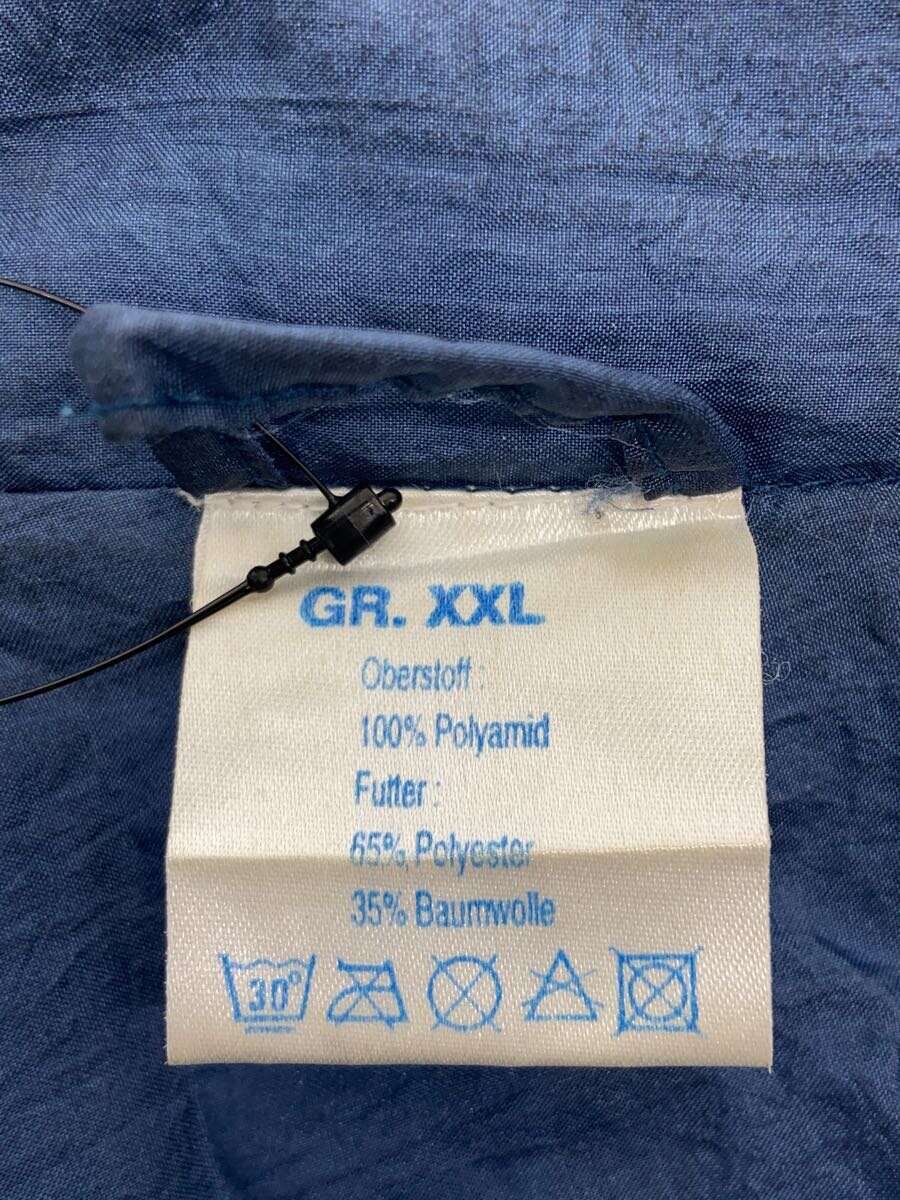 GR. XXL
Oberstoff :
100% Polyamid
Futter :
65% Polyester
35% Baumwolle
30°